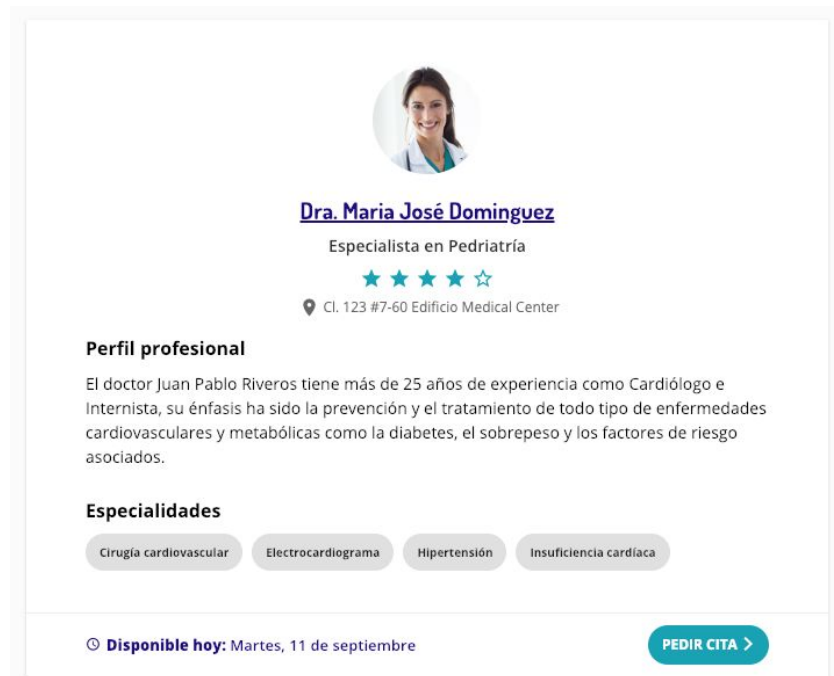 Dra. Maria José Dominguez
Especialista en Pedriatría
Cl. 123 #7-60 Edificio Medical Center
Perfil profesional
El doctor Juan Pablo Riveros tiene más de 25 años de experiencia como Cardiólogo e
Internista, su énfasis ha sido la prevención y el tratamiento de todo tipo de enfermedades
cardiovasculares y metabólicas como la diabetes, el sobrepeso y los factores de riesgo
asociados.
Especialidades
Cirugía cardiovascular Electrocardiograma Hipertensión Insuficiencia cardíaca
Disponible hoy: Martes, 11 de septiembre PEDIR CITA